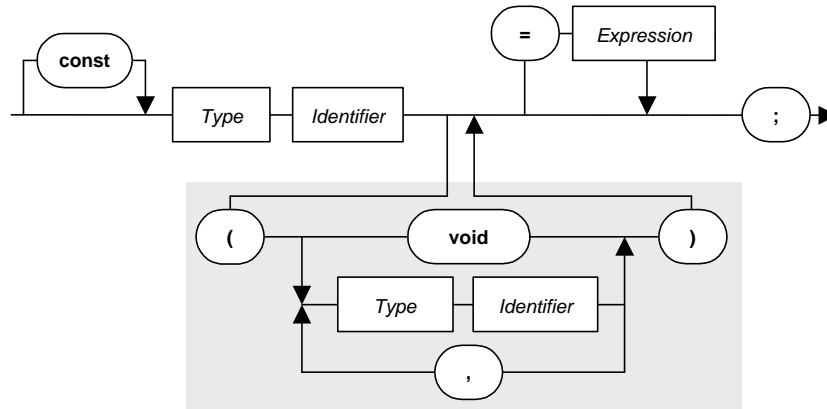 = Expression
const
Type Identifier ;
( void )
Type Identifier
,